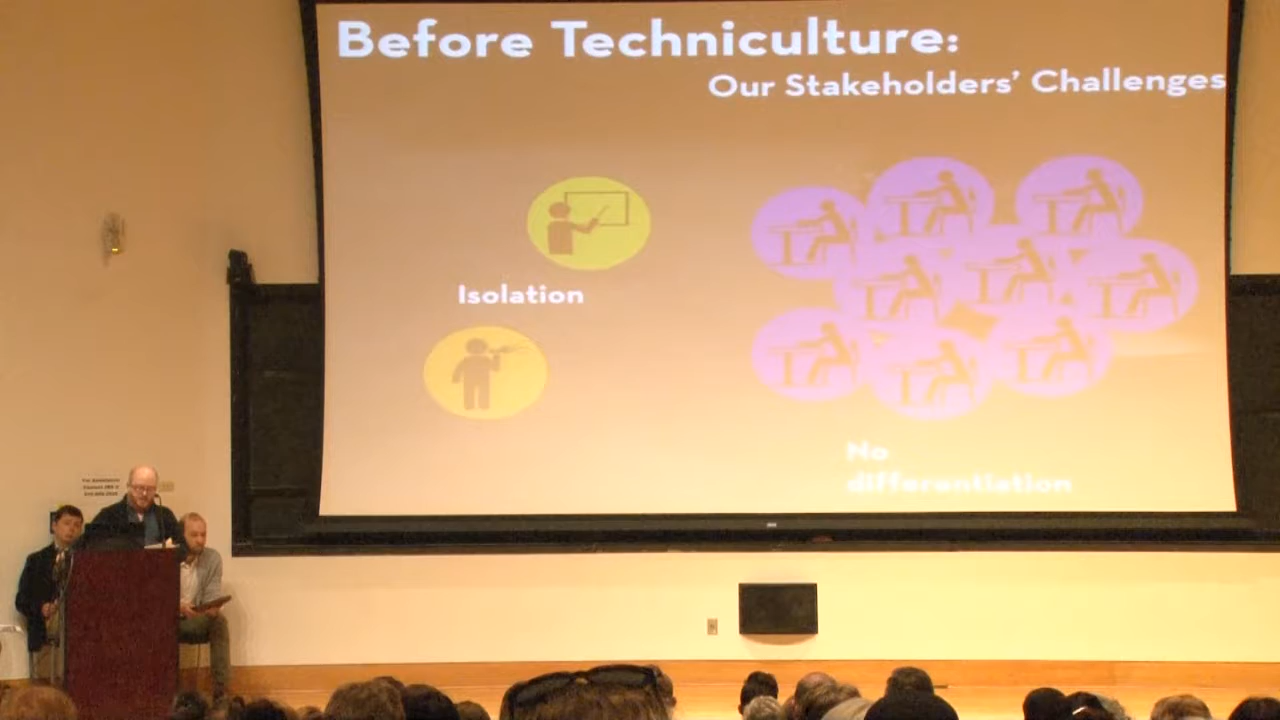 Before Techniculture:
Our Stakeholders' Challenges
Isolation
No
differentiation